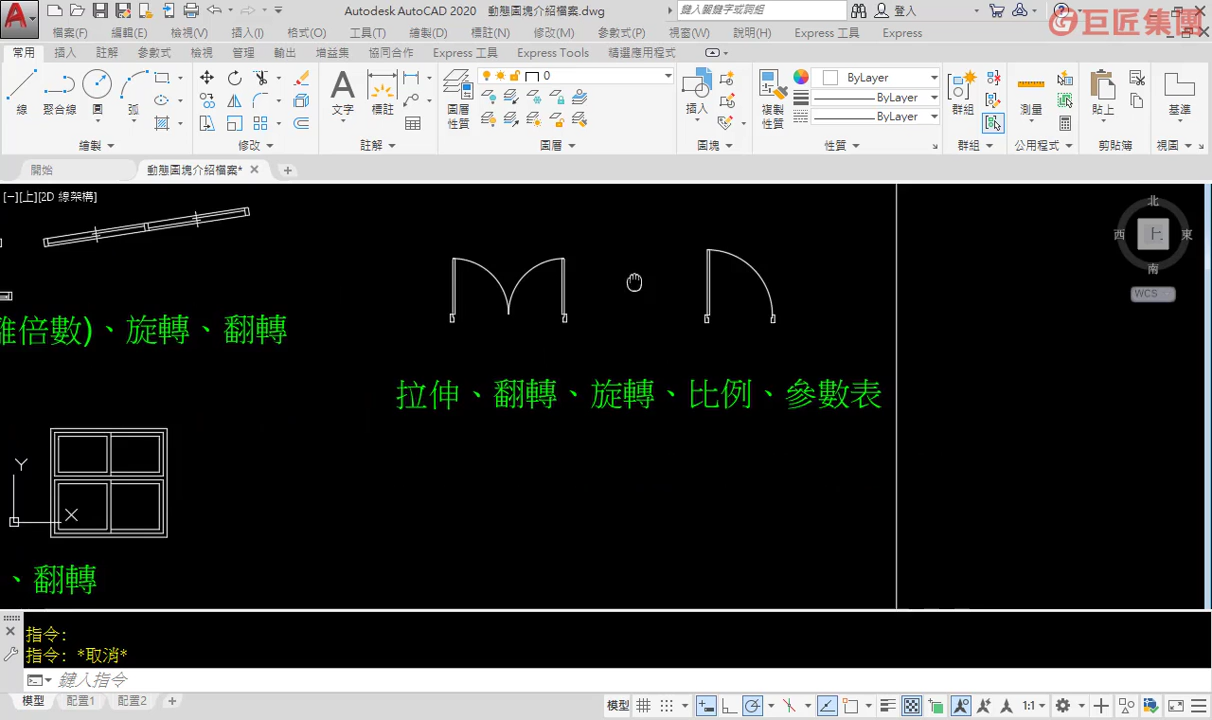 Autodesk AutoCAD 2020 動態圖塊介紹檔案.dwg
鍵入關鍵字或詞組
登入
巨匠集團
檔案(F) 編輯(E) 檢視(V) 插入(I) 格式(O) 工具(T) 繪製(D) 標註(N) 修改(M) 參數式(P) 視窗(W) 說明(H) Express 工具 Express
常用 插入 註解 參數式 檢視 管理 輸出 增益集 協同合作 Express 工具 Express Tools 精選應用程式
0
ByLayer
ByLayer
ByLayer
線 聚合線 圓 弧 文字 標註 圖層性質 插入 複製性質 群組 測量 貼上 基準
繪製 修改 註解 圖層 圖塊 性質 群組 公用程式 剪貼簿 視圖
開始 動態圖塊介紹檔案*
[−][上][2D 線架構]
北
西 上 東
南
WCS
離倍數)、旋轉、翻轉
拉伸、翻轉、旋轉、比例、參數表
Y
X
、翻轉
指令:
指令: *取消*
鍵入指令
模型 配置1 配置2
模型 1:1